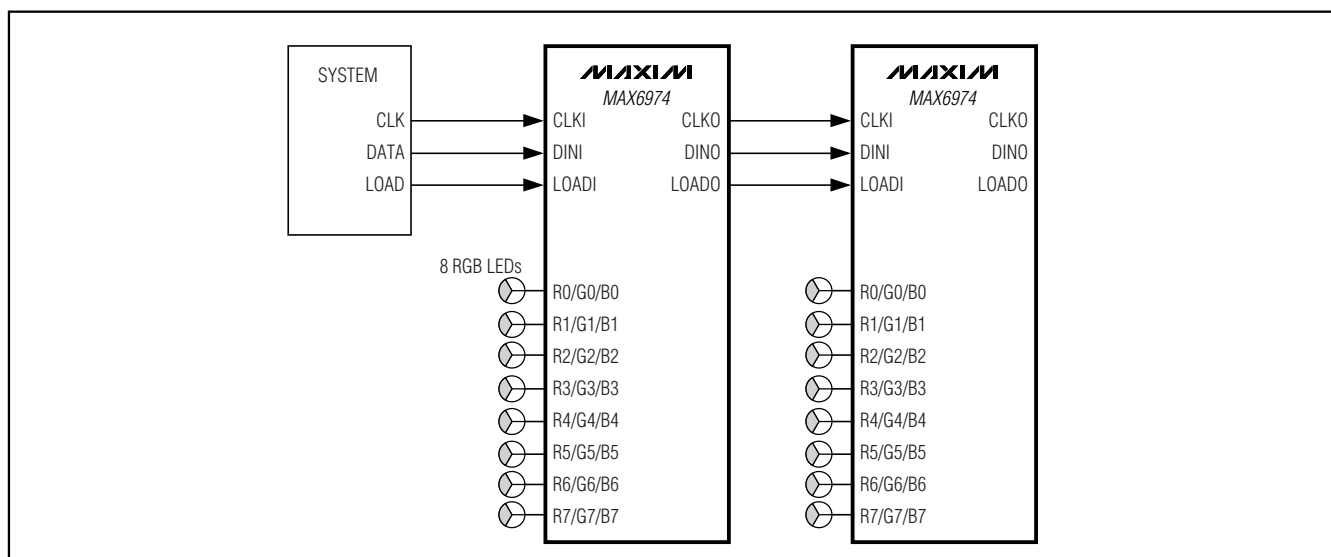 SYSTEM
CLK
DATA
LOAD
MAXIM
MAX6974
CLKI CLKO
DINI DINO
LOADI LOADO
8 RGB LEDs
R0/G0/B0
R1/G1/B1
R2/G2/B2
R3/G3/B3
R4/G4/B4
R5/G5/B5
R6/G6/B6
R7/G7/B7
MAXIM
MAX6974
CLKI CLKO
DINI DINO
LOADI LOADO
R0/G0/B0
R1/G1/B1
R2/G2/B2
R3/G3/B3
R4/G4/B4
R5/G5/B5
R6/G6/B6
R7/G7/B7